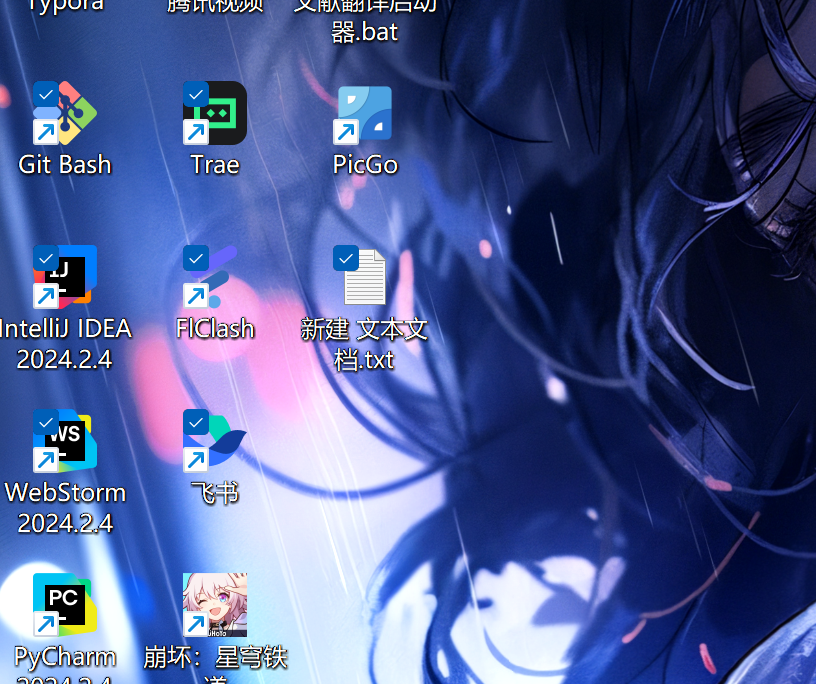 Typora
腾讯视频
文献翻译启动
器.bat
Git Bash
Trae
PicGo
IJ
IntelliJ IDEA
2024.2.4
FlClash
新建 文本文
档.txt
WS
WebStorm
2024.2.4
飞书
PC
PyCharm
2024.2.4
崩坏：星穹铁
道